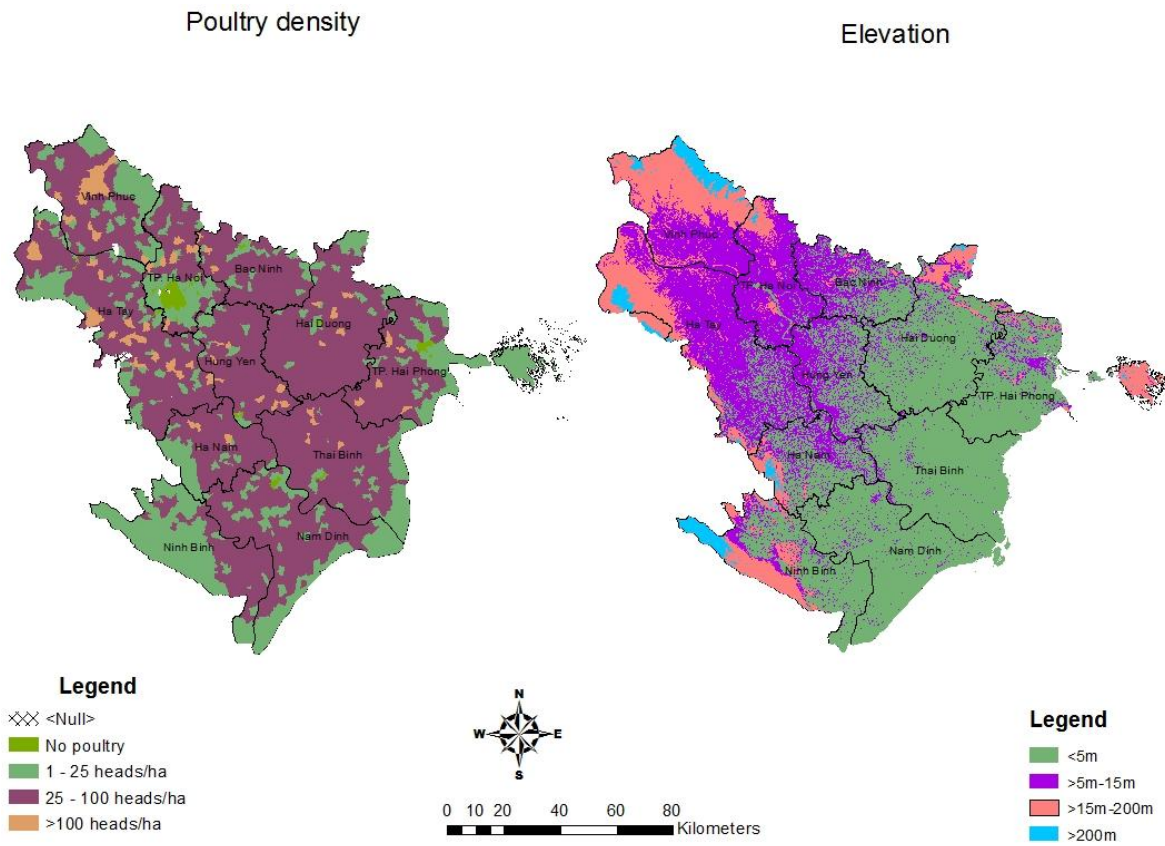 Poultry density
Vinh Phuc
TP. Ha Noi
Bac Ninh
Ha Tay
Hai Duong
Hung Yen
TP. Hai Phong
Ha Nam
Thai Binh
Ninh Binh
Nam Dinh
Legend
<Null>
No poultry
1 - 25 heads/ha
25 - 100 heads/ha
>100 heads/ha
N
W
E
S
0 10 20 40 60 80
Kilometers
Elevation
Vinh Phuc
TP. Ha Noi
Bac Ninh
Ha Tay
Hai Duong
Hung Yen
TP. Hai Phong
Ha Nam
Thai Binh
Nam Dinh
Ninh Binh
Legend
<5m
>5m-15m
>15m-200m
>200m